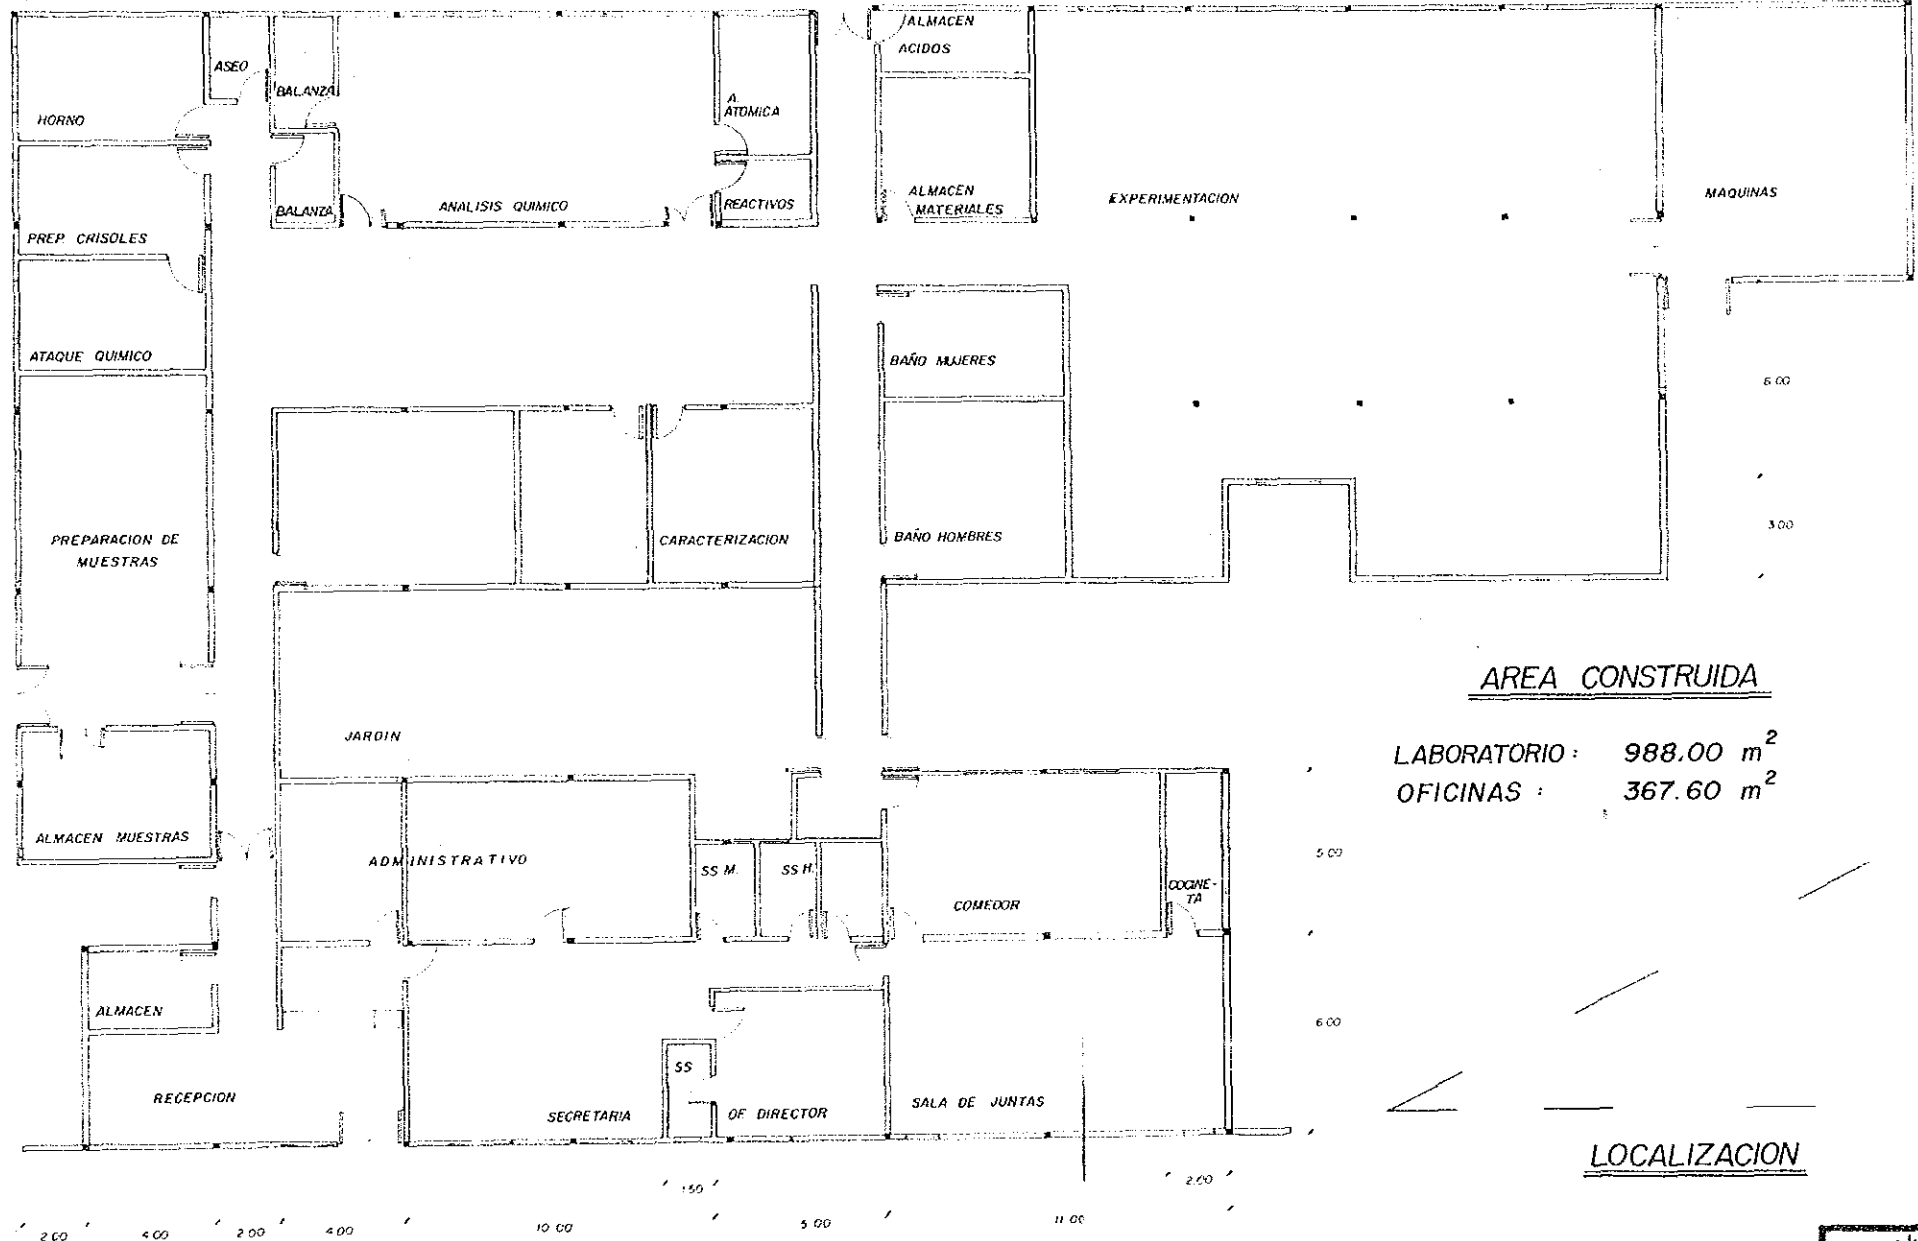 ALMACEN
ACIDOS
ASEO
BALANZA
HORNO
A.
ATOMICA
ANALISIS QUIMICO
BALANZA
REACTIVOS
ALMACEN
MATERIALES
EXPERIMENTACION
MAQUINAS
PREP. CRISOLES
ATAQUE QUIMICO
BAÑO MUJERES
6.00
PREPARACION DE
MUESTRAS
CARACTERIZACION
BAÑO HOMBRES
3.00
AREA CONSTRUIDA
LABORATORIO: 988.00 m²
OFICINAS: 367.60 m²
JARDIN
ALMACEN MUESTRAS
ADMINISTRATIVO
SS M.
SS H.
COMEDOR
COCINE-
TA
5.00
ALMACEN
6.00
RECEPCION
SECRETARIA
SS
OF DIRECTOR
SALA DE JUNTAS
LOCALIZACION
1.50
2.00
2.00
4.00
2.00
4.00
10.00
5.00
11.00